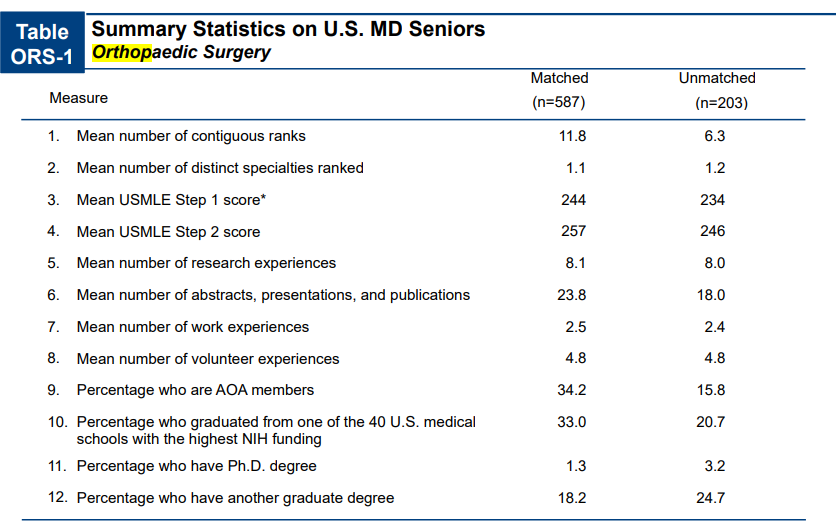 Table
ORS-1
Summary Statistics on U.S. MD Seniors
Orthopaedic Surgery
Measure
Matched
(n=587)
Unmatched
(n=203)
1. Mean number of contiguous ranks 11.8 6.3
2. Mean number of distinct specialties ranked 1.1 1.2
3. Mean USMLE Step 1 score* 244 234
4. Mean USMLE Step 2 score 257 246
5. Mean number of research experiences 8.1 8.0
6. Mean number of abstracts, presentations, and publications 23.8 18.0
7. Mean number of work experiences 2.5 2.4
8. Mean number of volunteer experiences 4.8 4.8
9. Percentage who are AOA members 34.2 15.8
10. Percentage who graduated from one of the 40 U.S. medical 33.0 20.7
schools with the highest NIH funding
11. Percentage who have Ph.D. degree 1.3 3.2
12. Percentage who have another graduate degree 18.2 24.7